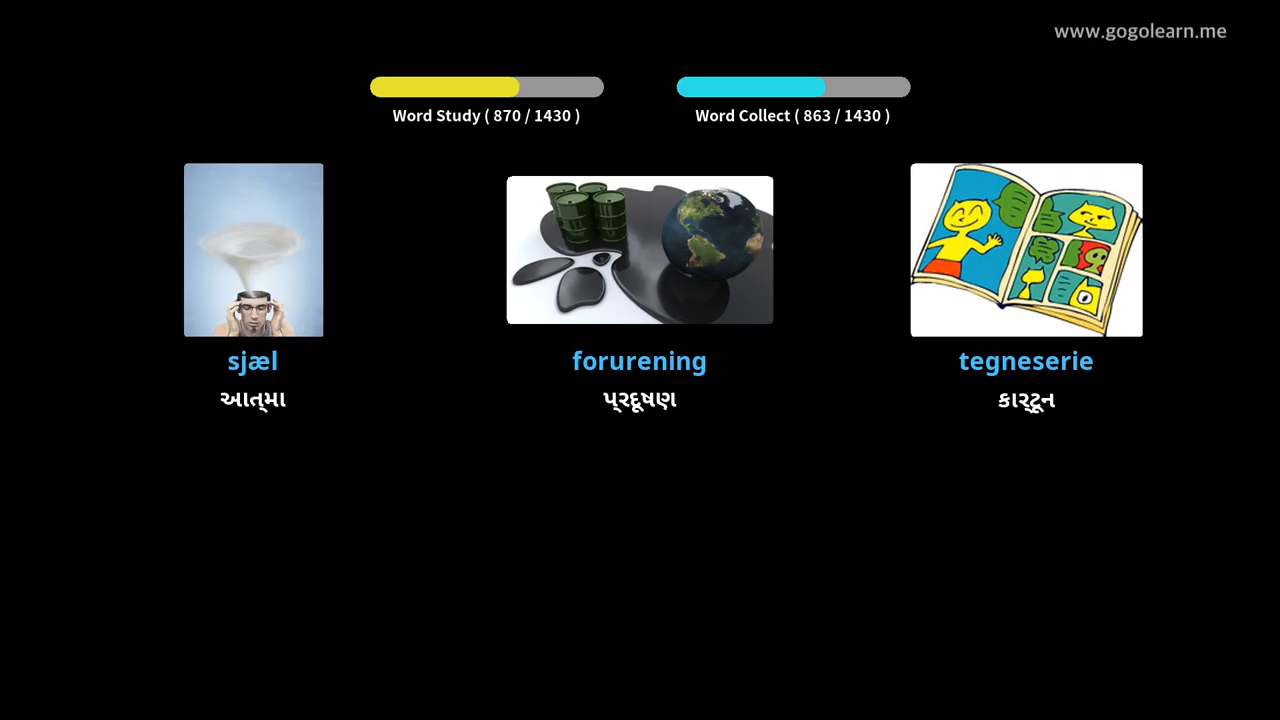 www.gogolearn.me
Word Study ( 870 / 1430 )
Word Collect ( 863 / 1430 )
sjæl
forurening
tegneserie
આત્મા
પ્રદૂષણ
કાર્ટૂન